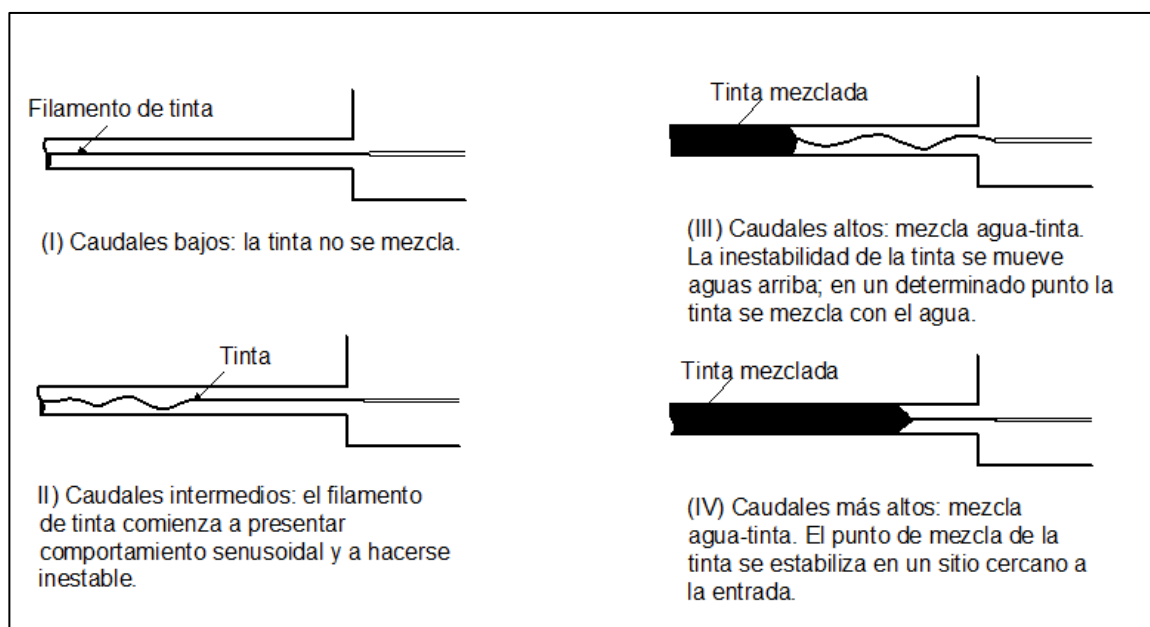 Filamento de tinta
(I) Caudales bajos: la tinta no se mezcla.
Tinta
II) Caudales intermedios: el filamento
de tinta comienza a presentar
comportamiento senusoidal y a hacerse
inestable.
Tinta mezclada
(III) Caudales altos: mezcla agua-tinta.
La inestabilidad de la tinta se mueve
aguas arriba; en un determinado punto la
tinta se mezcla con el agua.
Tinta mezclada
(IV) Caudales más altos: mezcla
agua-tinta. El punto de mezcla de la
tinta se estabiliza en un sitio cercano a
la entrada.